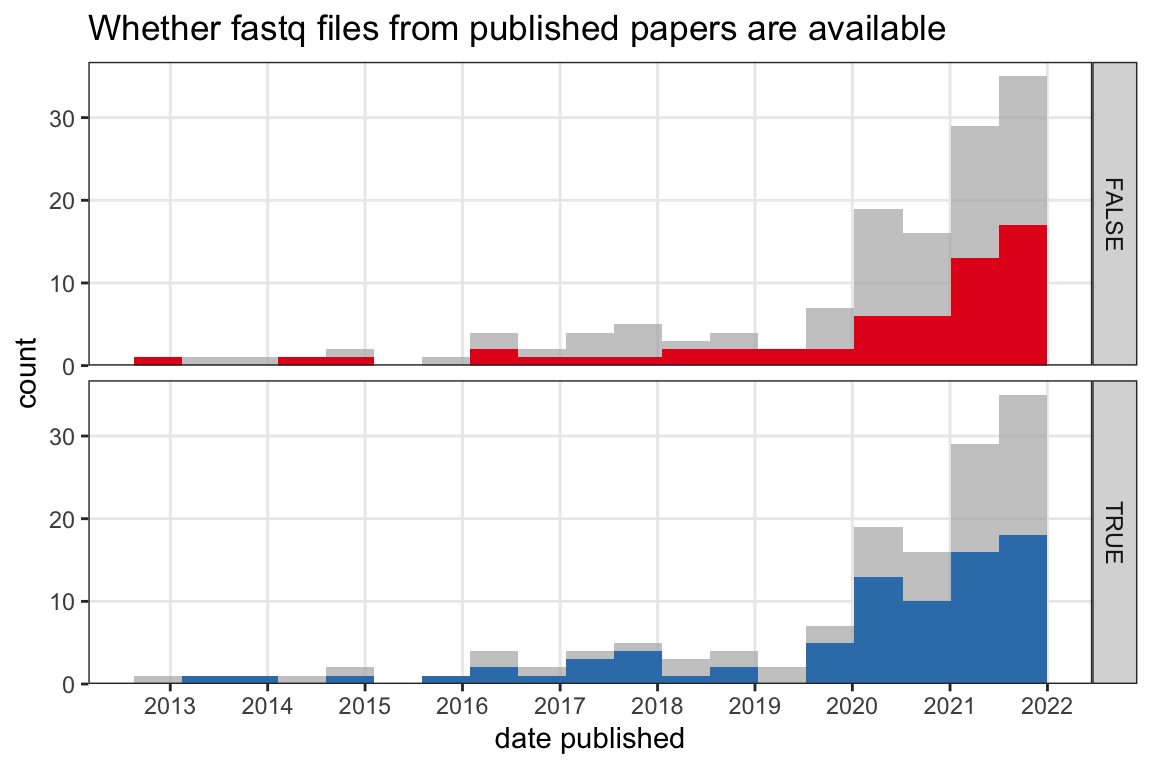 Whether fastq files from published papers are available
30
20
10
0
FALSE
count
30
20
10
0
TRUE
2013 2014 2015 2016 2017 2018 2019 2020 2021 2022
date published